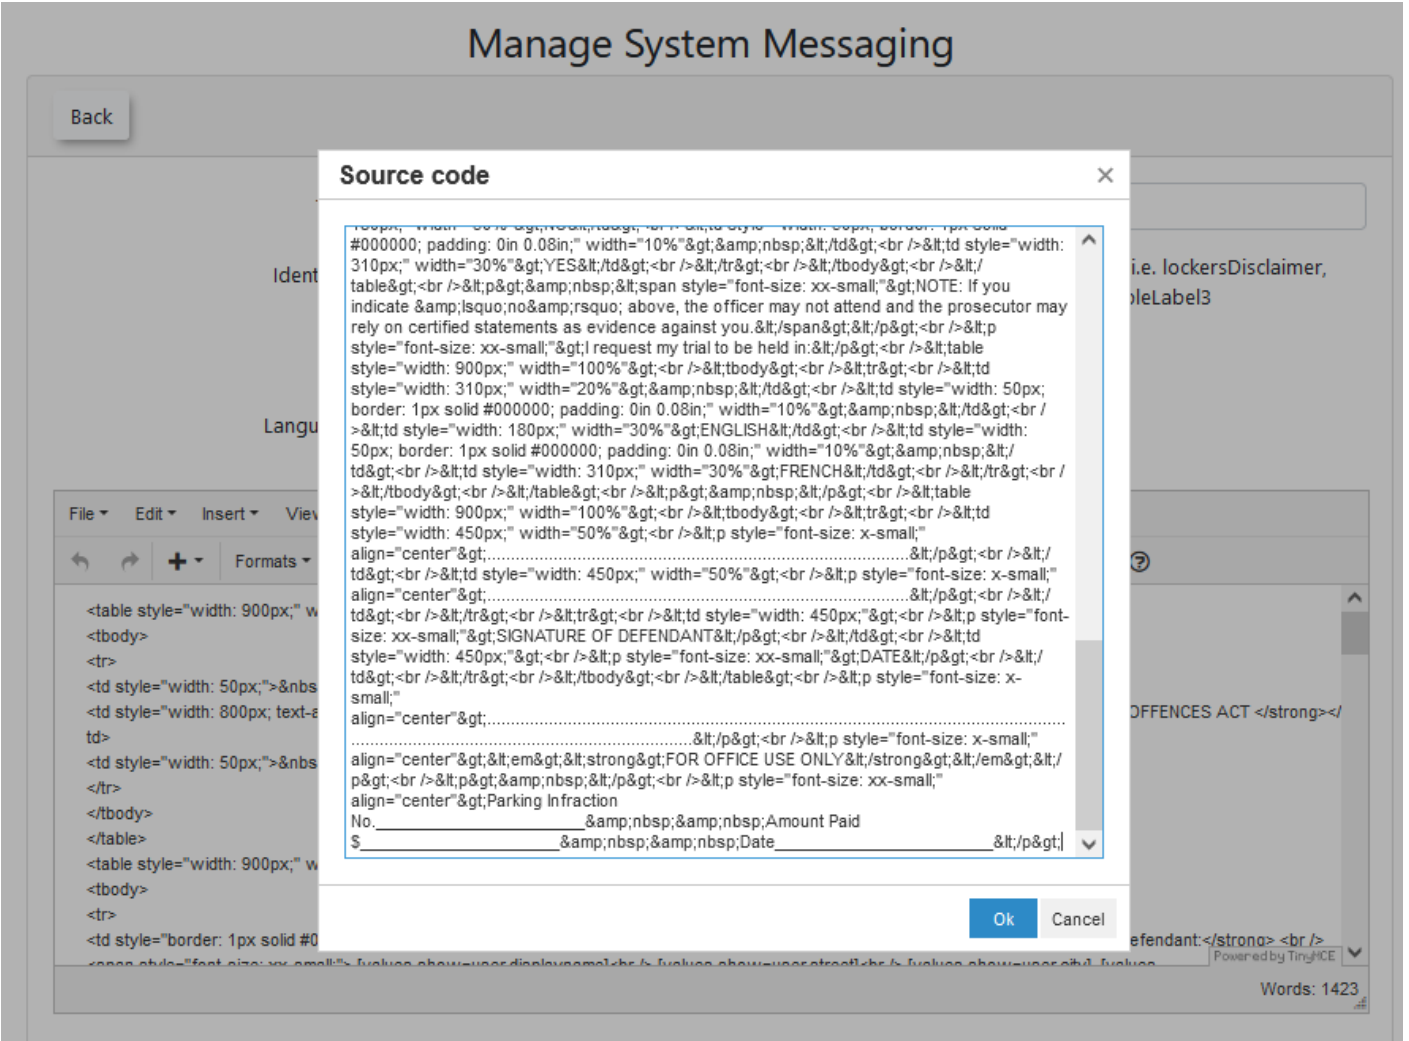 Manage System Messaging
Back
Source code
×
Ident
i.e. lockersDisclaimer,
oleLabel3
Langu
#000000; padding: 0in 0.08in;" width="10%"&gt;&amp;nbsp;&lt;/td&gt;<br />&lt;td style="width:
310px;" width="30%"&gt;YES&lt;/td&gt;<br />&lt;/tr&gt;<br />&lt;/tbody&gt;<br />&lt;/
table&gt;<br />&lt;p&gt;&amp;nbsp;&lt;span style="font-size: xx-small;"&gt;NOTE: If you
indicate &amp;lsquo;no&amp;rsquo; above, the officer may not attend and the prosecutor may
rely on certified statements as evidence against you.&lt;/span&gt;&lt;/p&gt;<br />&lt;p
style="font-size: xx-small;"&gt;I request my trial to be held in:&lt;/p&gt;<br />&lt;table
style="width: 900px;" width="100%"&gt;<br />&lt;tbody&gt;<br />&lt;tr&gt;<br />&lt;td
style="width: 310px;" width="20%"&gt;&amp;nbsp;&lt;/td&gt;<br />&lt;td style="width: 50px;
border: 1px solid #000000; padding: 0in 0.08in;" width="10%"&gt;&amp;nbsp;&lt;/td&gt;<br /
>&lt;td style="width: 180px;" width="30%"&gt;ENGLISH&lt;/td&gt;<br />&lt;td style="width:
50px; border: 1px solid #000000; padding: 0in 0.08in;" width="10%"&gt;&amp;nbsp;&lt;/
td&gt;<br />&lt;td style="width: 310px;" width="30%"&gt;FRENCH&lt;/td&gt;<br />&lt;/tr&gt;<br /
>&lt;/tbody&gt;<br />&lt;/table&gt;<br />&lt;p&gt;&amp;nbsp;&lt;/p&gt;<br />&lt;table
style="width: 900px;" width="100%"&gt;<br />&lt;tbody&gt;<br />&lt;tr&gt;<br />&lt;td
style="width: 450px;" width="50%"&gt;<br />&lt;p style="font-size: x-small;"
align="center"&gt;..........................................................................................&lt;/p&gt;<br />&lt;/
td&gt;<br />&lt;td style="width: 450px;" width="50%"&gt;<br />&lt;p style="font-size: x-small;"
align="center"&gt;..........................................................................................&lt;/p&gt;<br />&lt;/
td&gt;<br />&lt;/tr&gt;<br />&lt;tr&gt;<br />&lt;td style="width: 450px;"&gt;<br />&lt;p style="font-
size: xx-small;"&gt;SIGNATURE OF DEFENDANT&lt;/p&gt;<br />&lt;/td&gt;<br />&lt;td
style="width: 450px;"&gt;<br />&lt;p style="font-size: xx-small;"&gt;DATE&lt;/p&gt;<br />&lt;/
td&gt;<br />&lt;/tr&gt;<br />&lt;/tbody&gt;<br />&lt;/table&gt;<br />&lt;p style="font-size: x-
small;"
align="center"&gt;............................................................................................................................
.........................................................................&lt;/p&gt;<br />&lt;p style="font-size: x-small;"
align="center"&gt;&lt;em&gt;&lt;strong&gt;FOR OFFICE USE ONLY&lt;/strong&gt;&lt;/em&gt;&lt;/
p&gt;<br />&lt;p&gt;&amp;nbsp;&lt;/p&gt;<br />&lt;p style="font-size: xx-small;"
align="center"&gt;Parking Infraction
No.__________________________&amp;nbsp;&amp;nbsp;Amount Paid
$_________________________&amp;nbsp;&amp;nbsp;Date___________________________&lt;/p&gt;
Ok Cancel
File Edit Insert View
Formats
<table style="width: 900px;" w
<tbody>
<tr>
<td style="width: 50px;">&nbs
<td style="width: 800px; text-a OFFENCES ACT </strong></
td>
<td style="width: 50px;">&nbs
</tr>
</tbody>
</table>
<table style="width: 900px;" w
<tbody>
<tr>
<td style="border: 1px solid #0 efendant:</strong> <br />
Powered by TinyMCE
Words: 1423